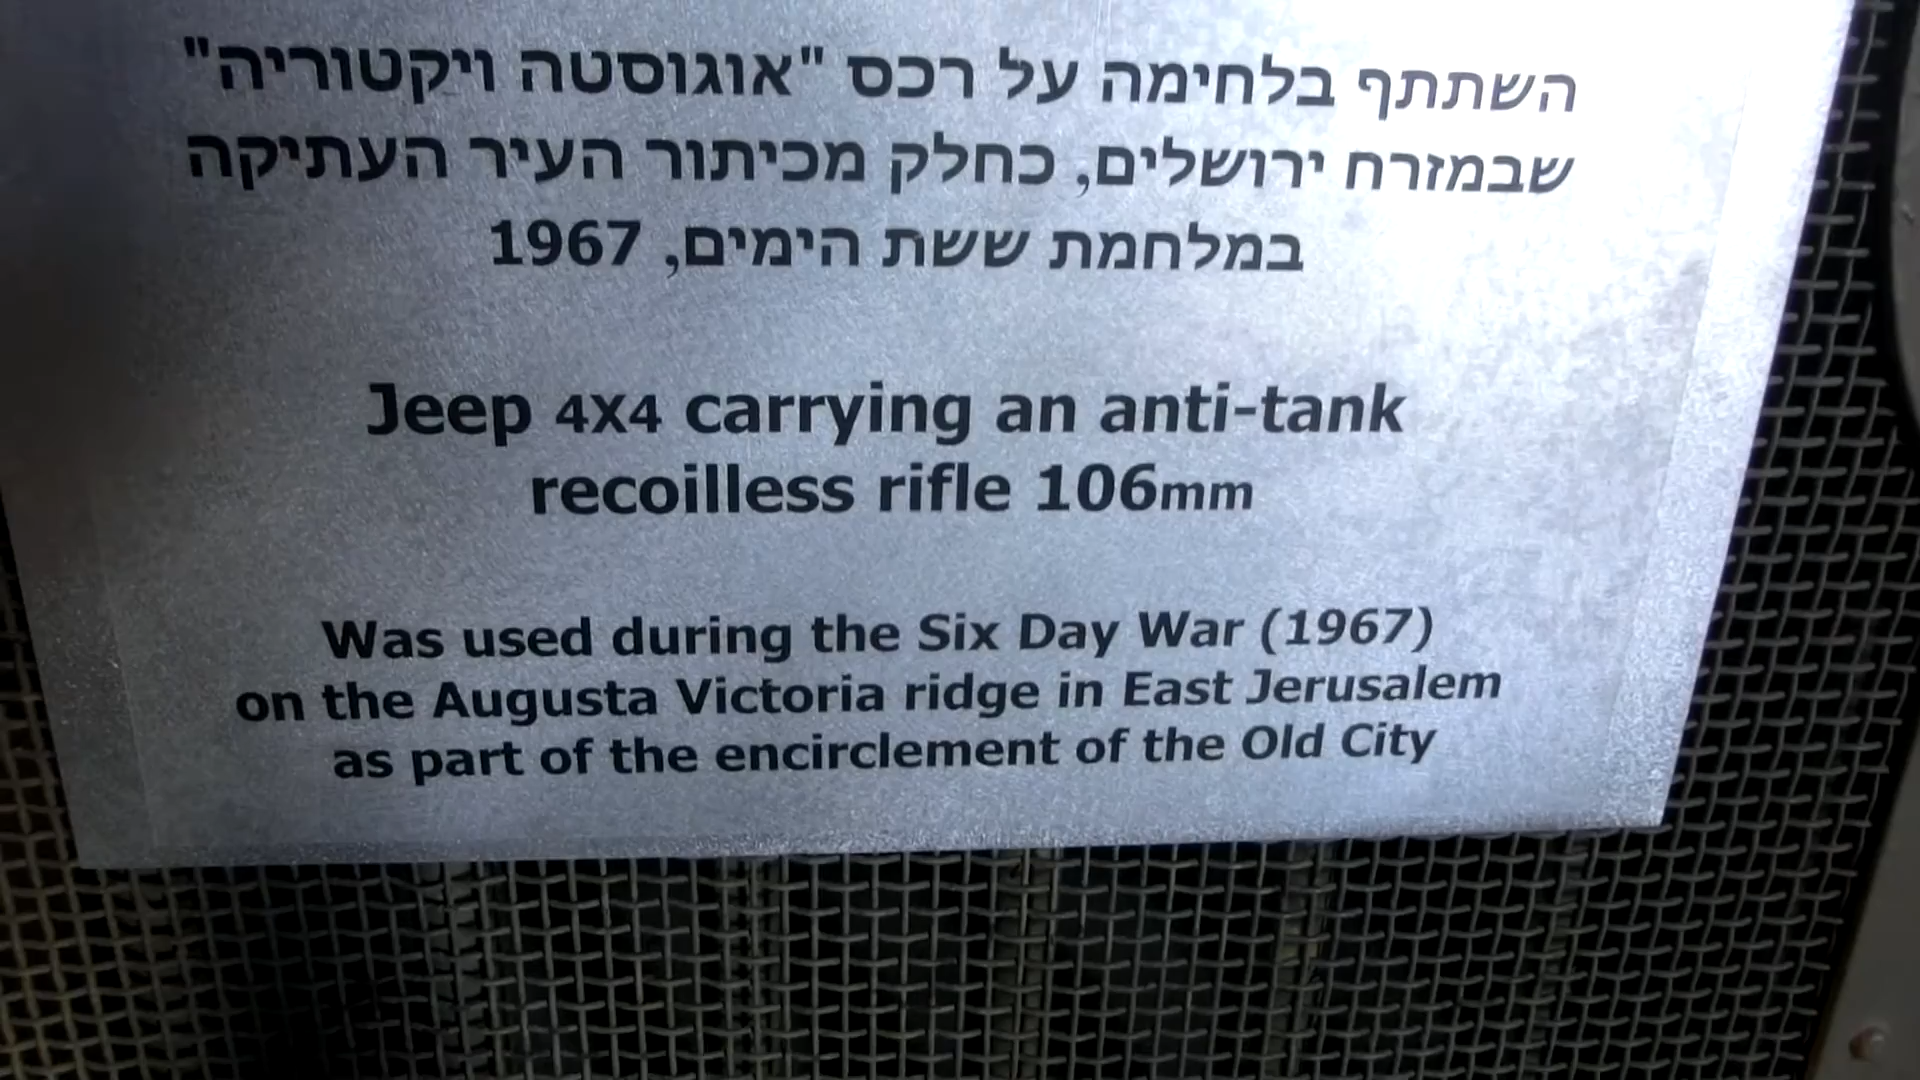 השתתף בלחימה על רכס "אוגוסטה ויקטוריה"
שבמזרח ירושלים, כחלק מכיתור העיר העתיקה
במלחמת ששת הימים, 1967
Jeep 4X4 carrying an anti-tank
recoilless rifle 106mm
Was used during the Six Day War (1967)
on the Augusta Victoria ridge in East Jerusalem
as part of the encirclement of the Old City